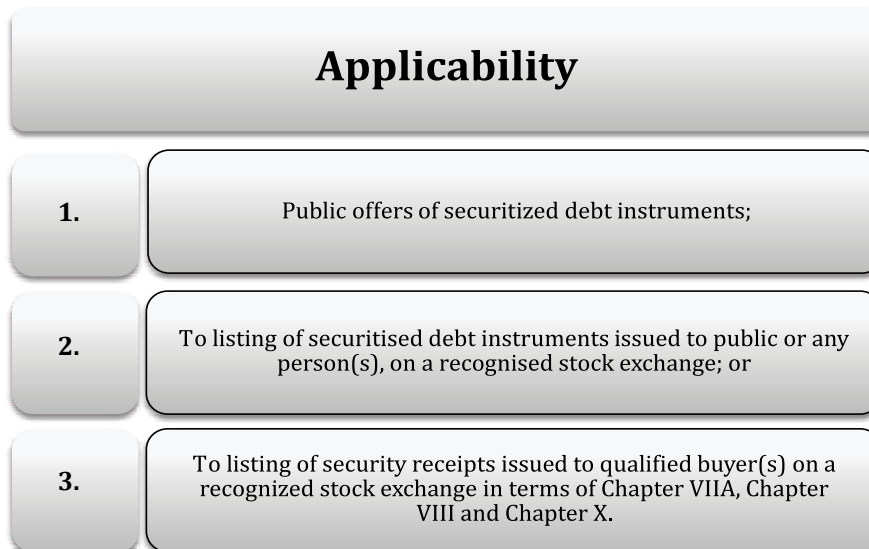 Applicability
1.
Public offers of securitized debt instruments;
2.
To listing of securitised debt instruments issued to public or any
person(s), on a recognised stock exchange; or
3.
To listing of security receipts issued to qualified buyer(s) on a
recognized stock exchange in terms of Chapter VIIA, Chapter
VIII and Chapter X.